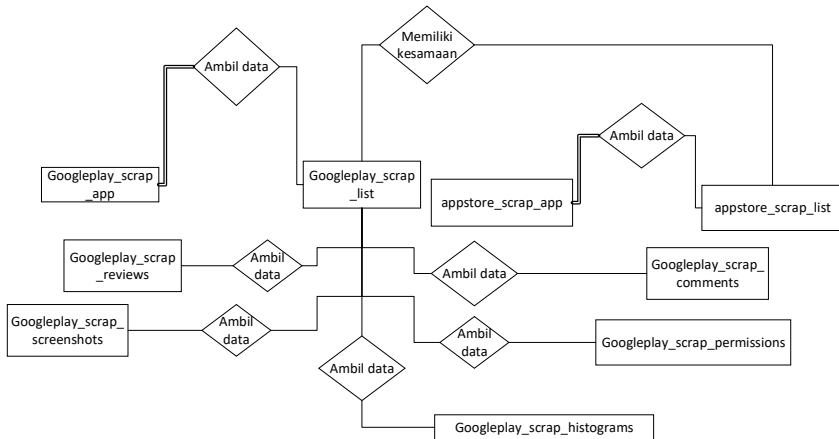 Memiliki
kesamaan
Ambil data
Ambil data
Googleplay_scrap
_app
Googleplay_scrap
_list
appstore_scrap_app
appstore_scrap_list
Googleplay_scrap
_reviews
Ambil
data
Ambil data
Googleplay_scrap_
comments
Googleplay_scrap_
screenshots
Ambil
data
Ambil
data
Googleplay_scrap_permissions
Ambil
data
Googleplay_scrap_histograms